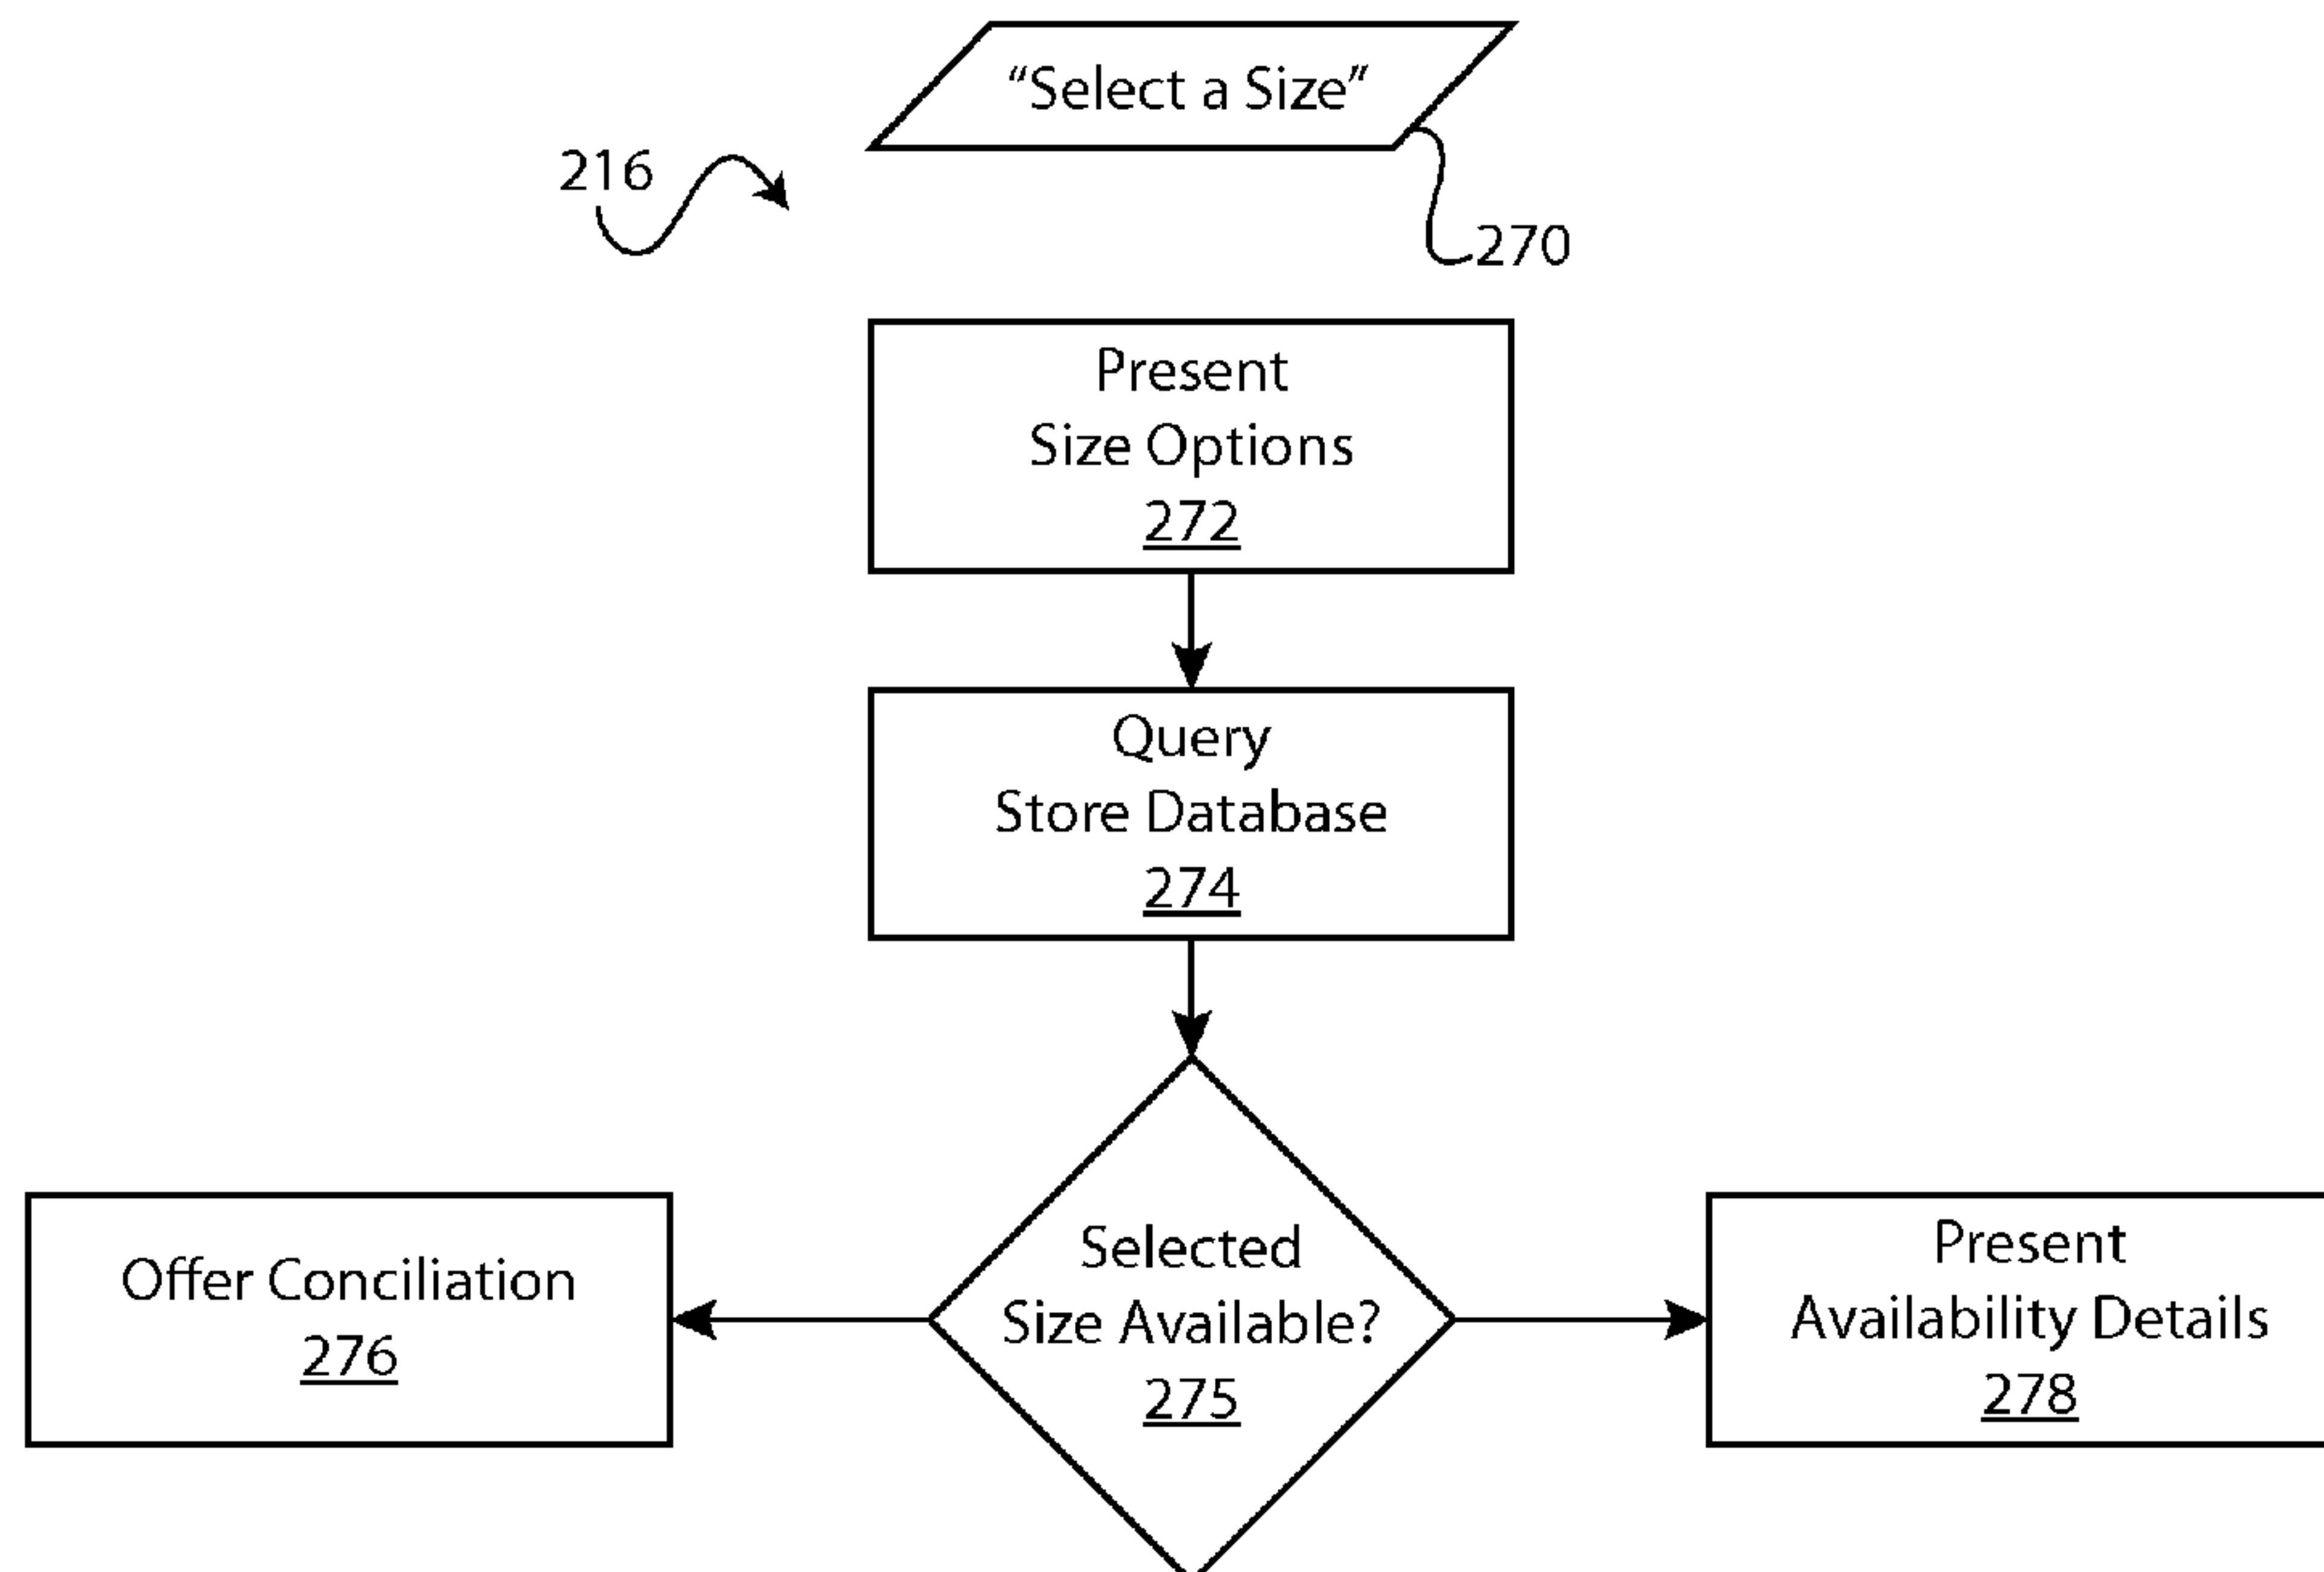 “Select a Size”
216
270
Present
Size Options
272
Query
Store Database
274
Selected
Size Available?
275
Offer Conciliation
276
Present
Availability Details
278